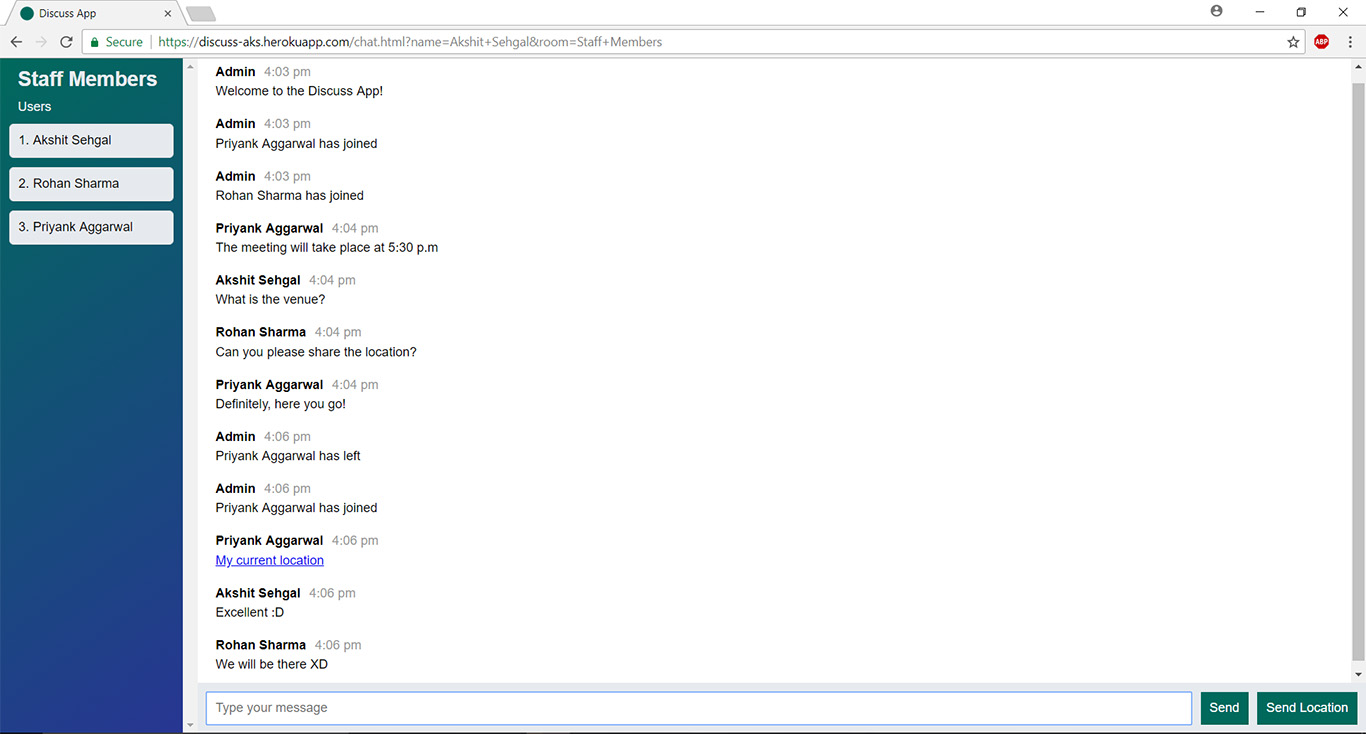 Discuss App
Secure https://discuss-aks.herokuapp.com/chat.html?name=Akshit+Sehgal&room=Staff+Members
ABP
Staff Members
Users
1. Akshit Sehgal
2. Rohan Sharma
3. Priyank Aggarwal
Admin 4:03 pm
Welcome to the Discuss App!
Admin 4:03 pm
Priyank Aggarwal has joined
Admin 4:03 pm
Rohan Sharma has joined
Priyank Aggarwal 4:04 pm
The meeting will take place at 5:30 p.m
Akshit Sehgal 4:04 pm
What is the venue?
Rohan Sharma 4:04 pm
Can you please share the location?
Priyank Aggarwal 4:04 pm
Definitely, here you go!
Admin 4:06 pm
Priyank Aggarwal has left
Admin 4:06 pm
Priyank Aggarwal has joined
Priyank Aggarwal 4:06 pm
My current location
Akshit Sehgal 4:06 pm
Excellent :D
Rohan Sharma 4:06 pm
We will be there XD
Type your message
Send
Send Location